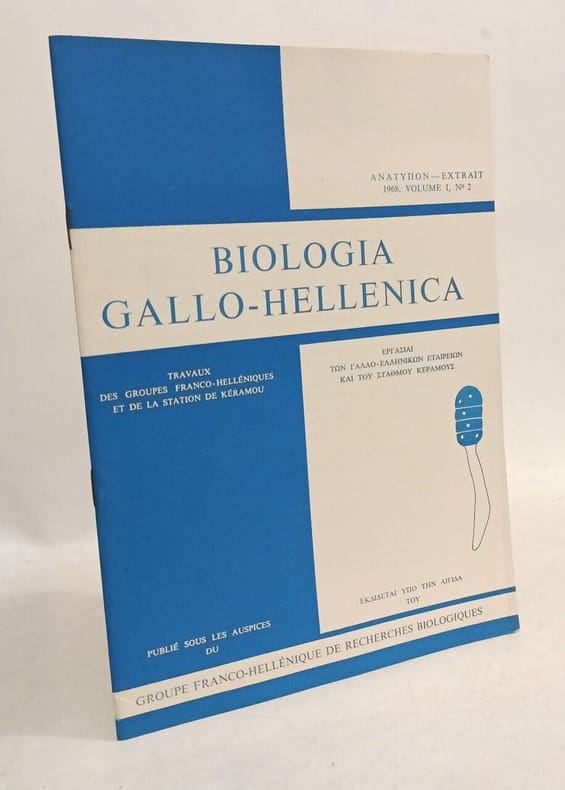 ΑΝΑΤΥΠΟΝ — EXTRAIT
1968, VOLUME I, Nº 2
BIOLOGIA
GALLO-HELLENICA
TRAVAUX
DES GROUPES FRANCO-HELLÉNIQUES
ET DE LA STATION DE KÉRAMOU
ΕΡΓΑΣΙΑΙ
ΤΩΝ ΓΑΛΛΟ-ΕΛΛΗΝΙΚΩΝ ΕΤΑΙΡΕΙΩΝ
ΚΑΙ ΤΟΥ ΣΤΑΘΜΟΥ ΚΕΡΑΜΟΥΣ
PUBLIÉ SOUS LES AUSPICES
DU
ΕΚΔΙΔΕΤΑΙ ΥΠΟ ΤΗΝ ΑΙΓΙΔΑ
ΤΟΥ
GROUPE FRANCO-HELLÉNIQUE DE RECHERCHES BIOLOGIQUES